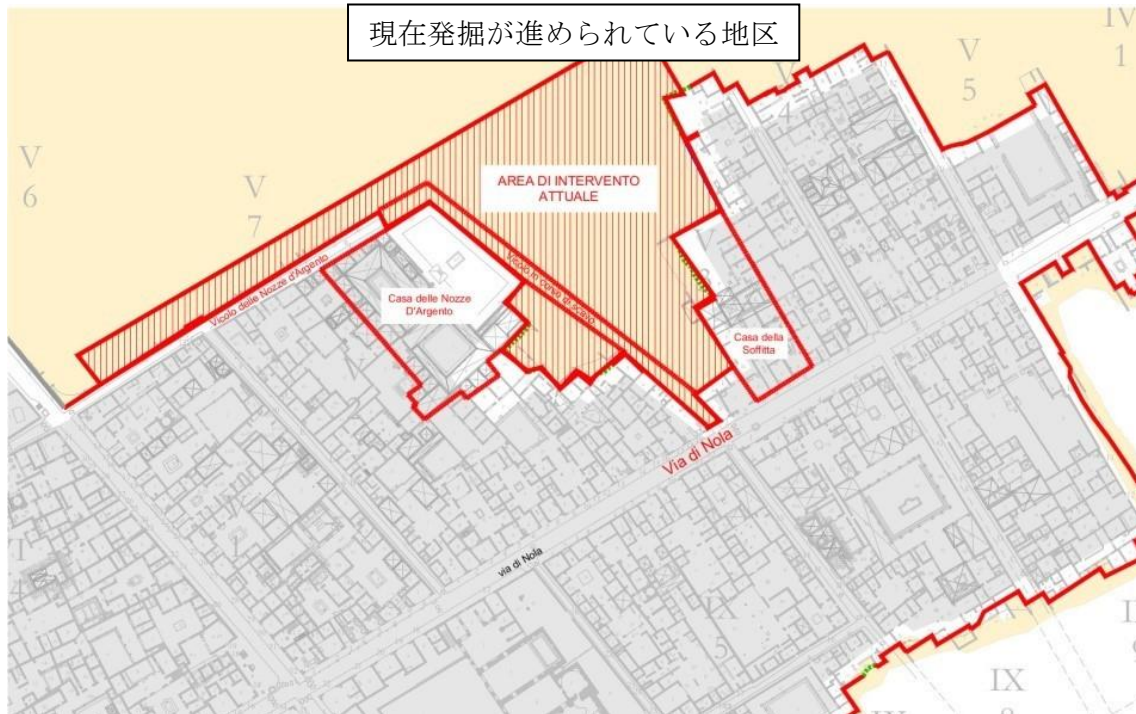 現在発掘が進められている地区
IV
1
V
5
V
4
V
6
V
7
AREA DI INTERVENTO
ATTUALE
Vicolo delle Nozze d'Argento
Casa delle Nozze
D'Argento
Casa della
Soffitta
Via di Nola
via di Nola
IX